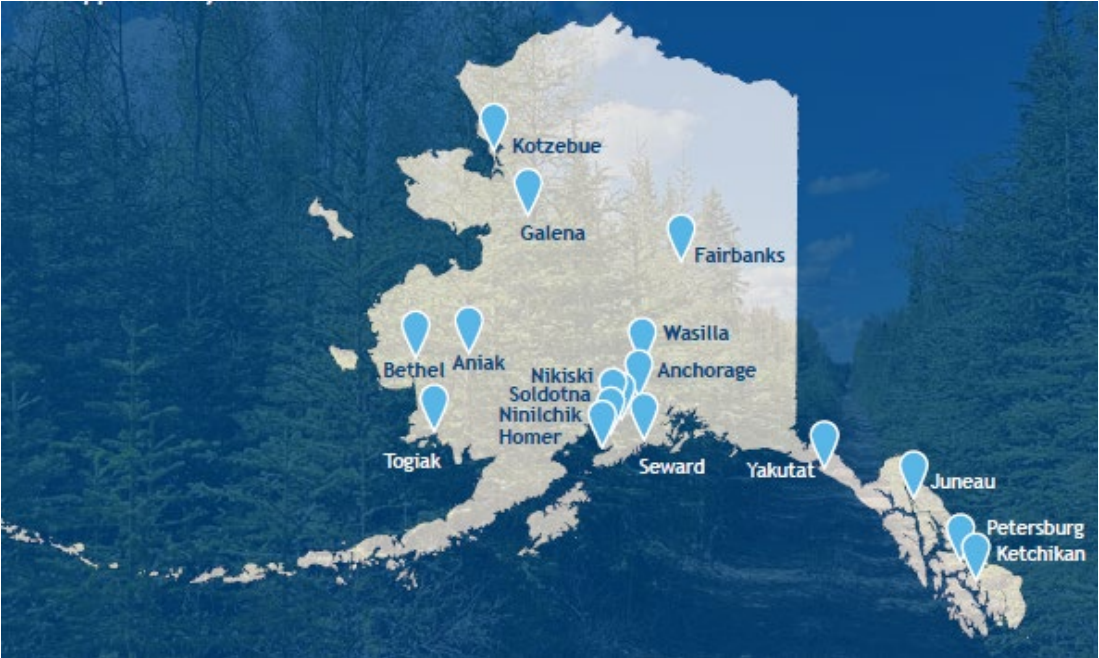 Kotzebue
Galena
Fairbanks
Wasilla
Bethel
Aniak
Nikiski
Anchorage
Soldotna
Ninilchik
Homer
Togiak
Seward
Yakutat
Juneau
Petersburg
Ketchikan